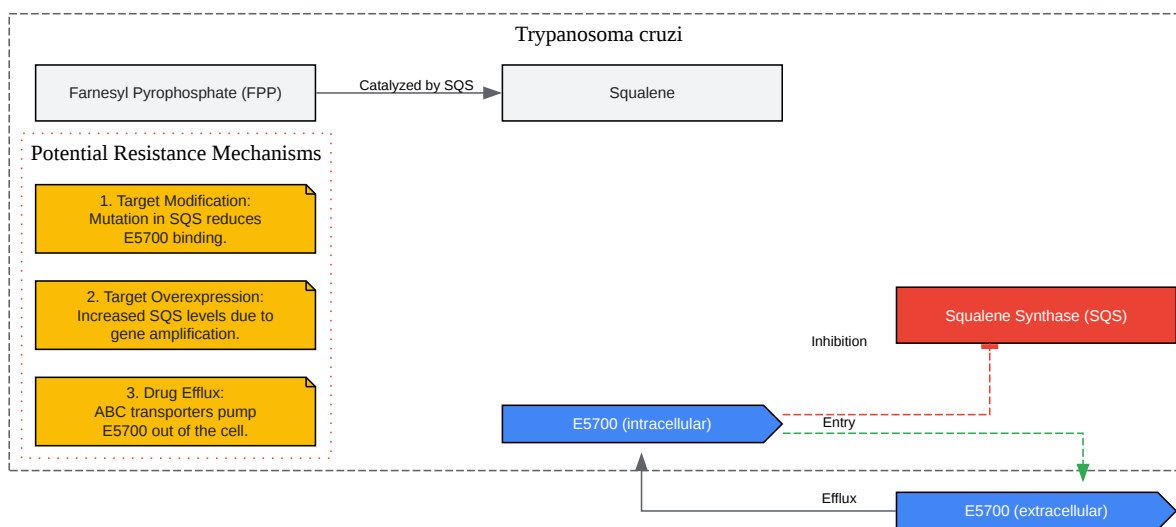 Trypanosoma cruzi
Farnesyl Pyrophosphate (FPP)
Catalyzed by SQS
Squalene
Potential Resistance Mechanisms
1. Target Modification:
Mutation in SQS reduces
E5700 binding.
2. Target Overexpression:
Increased SQS levels due to
gene amplification.
3. Drug Efflux:
ABC transporters pump
E5700 out of the cell.
Squalene Synthase (SQS)
Inhibition
E5700 (intracellular)
Entry
Efflux
E5700 (extracellular)